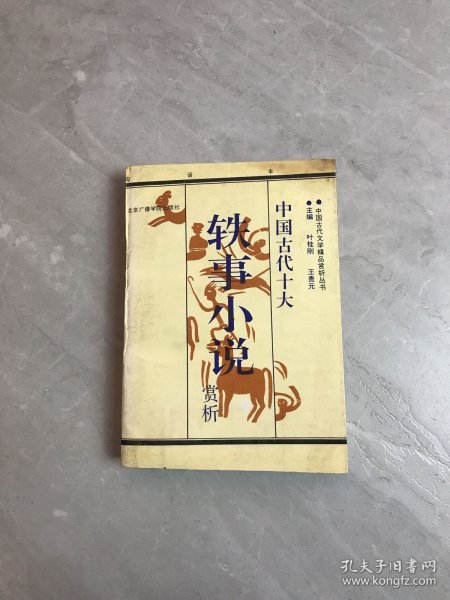 白话本
中国古代文学精品赏析丛书
主编 叶桂刚 王贵元
中国古代十大
轶事小说
赏析
北京广播学院出版社
孔夫子旧书网
www.kongfz.com